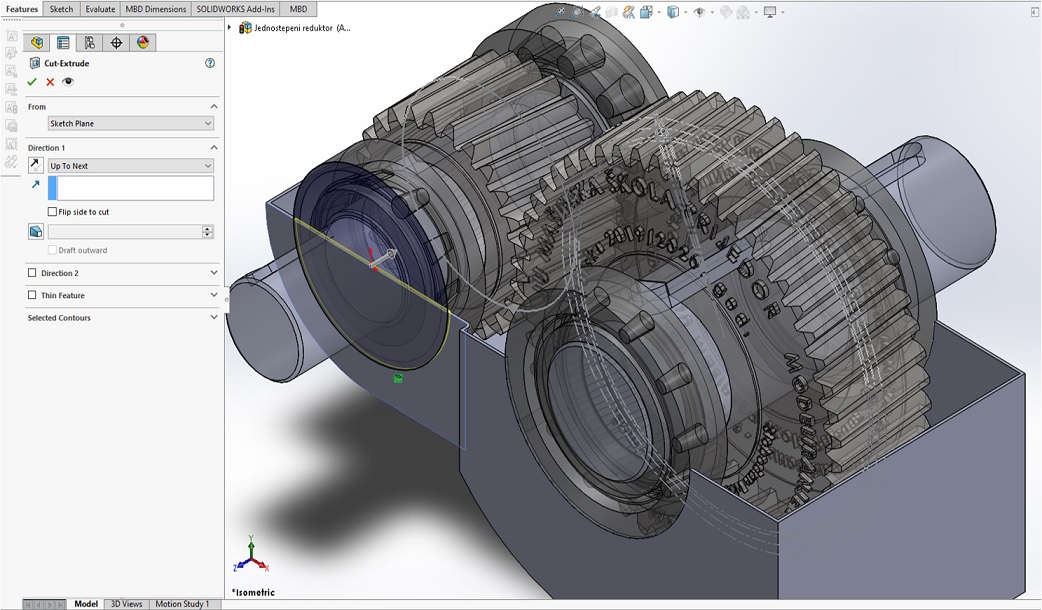 Features Sketch Evaluate MBD Dimensions SOLIDWORKS Add-Ins MBD
Jednostepeni reduktor (A...
Cut-Extrude
From
Sketch Plane
Direction 1
Up To Next
Flip side to cut
Draft outward
Direction 2
Thin Feature
Selected Contours
ŠKOLA
Y
Z
X
*Isometric
Model 3D Views Motion Study 1